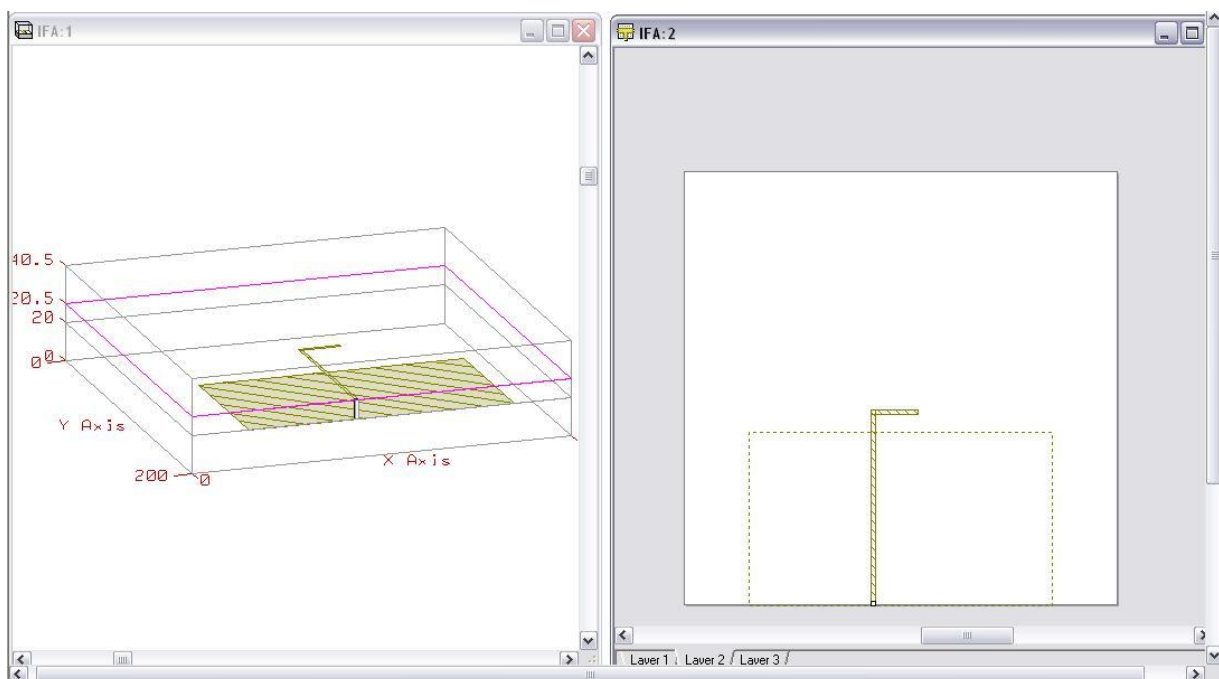 IFA:1
40.5
20.5
20
0
0
Y Axis
X Axis
200
0
IFA:2
Layer 1
Layer 2
Layer 3